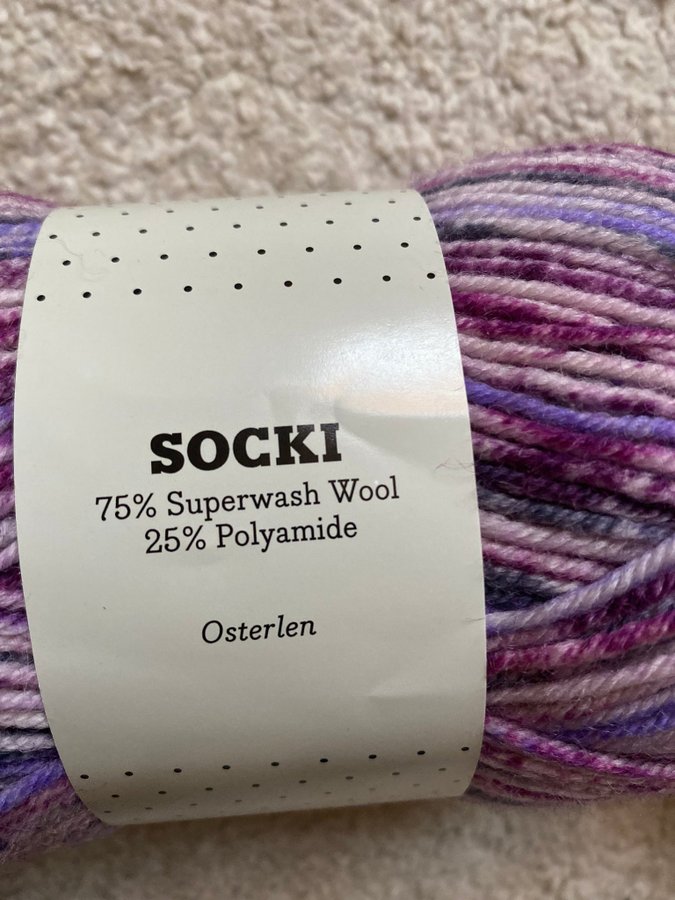 SOCKI
75% Superwash Wool
25% Polyamide
Osterlen